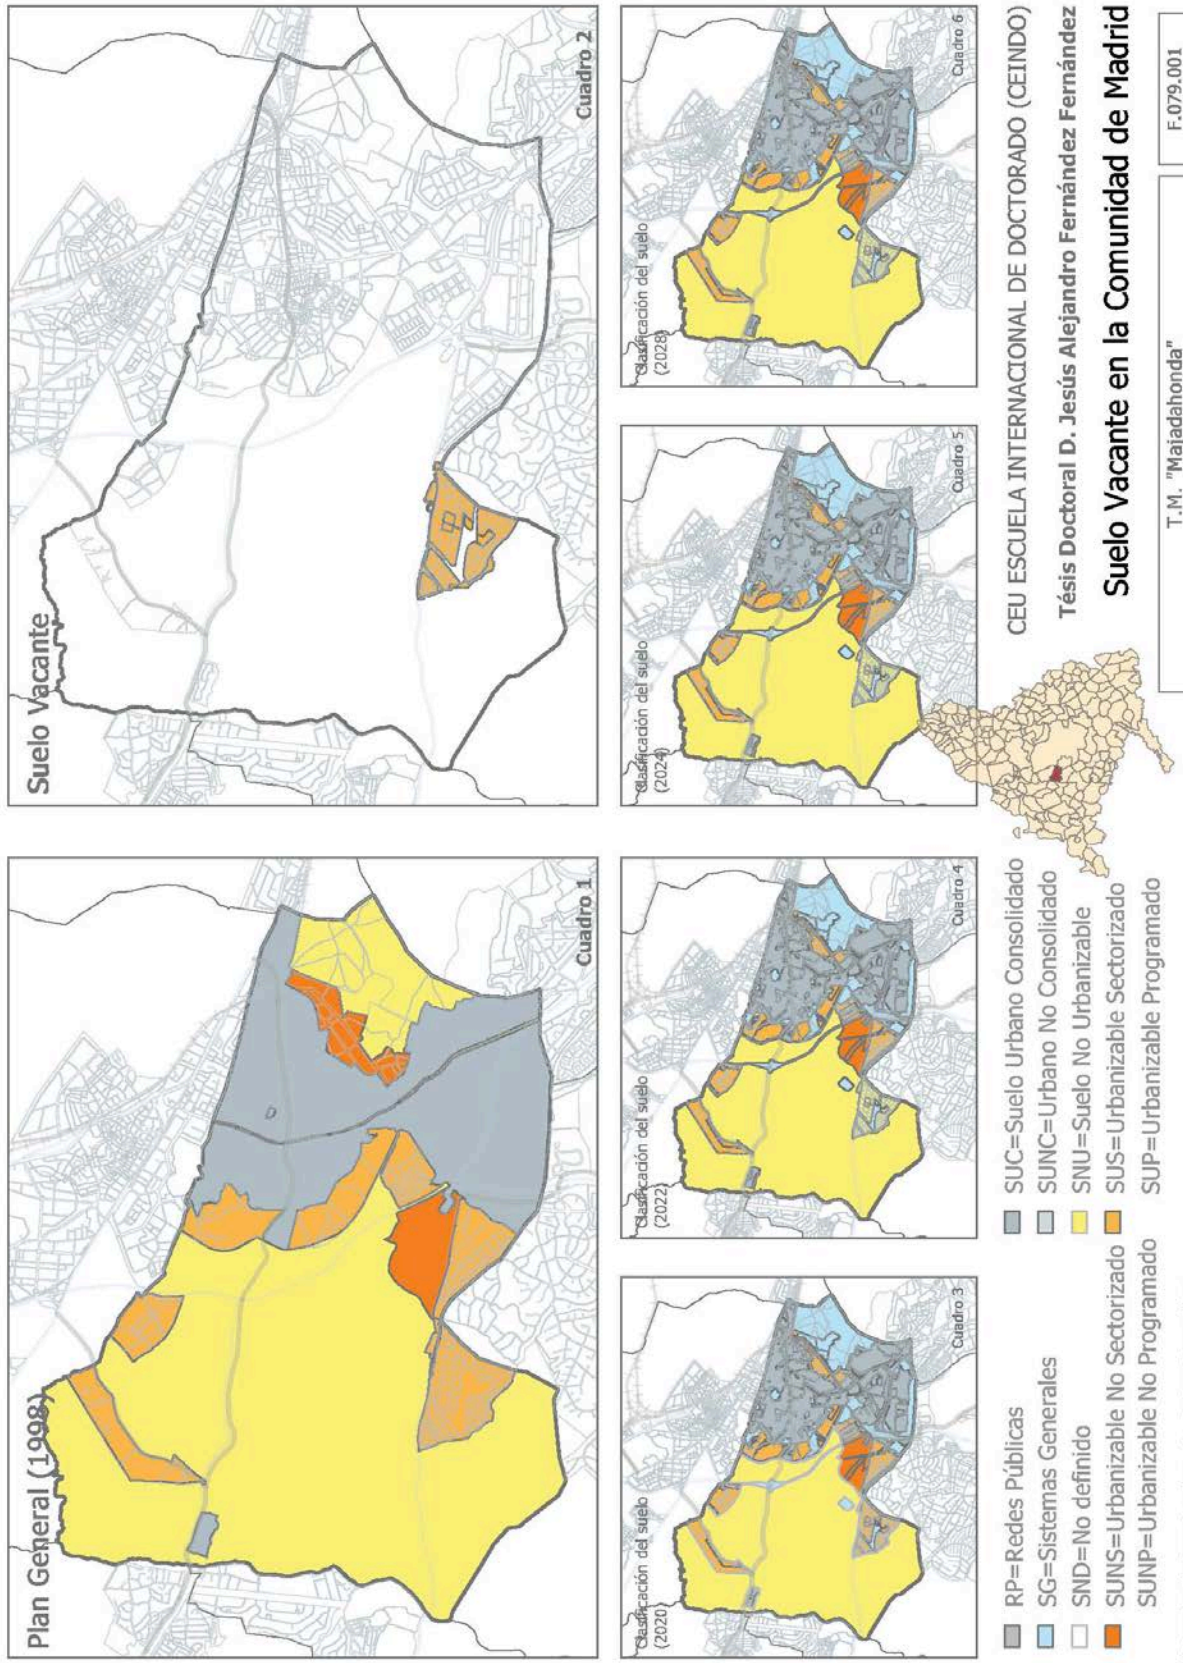 Plan General (1998)
Cuadro 1
Suelo Vacante
Cuadro 2
Clasificación del suelo
(2020)
Cuadro 3
Clasificación del suelo
(2022)
Cuadro 4
Clasificación del suelo
(2024)
Cuadro 5
Clasificación del suelo
(2028)
Cuadro 6
RP=Redes Públicas
SG=Sistemas Generales
SND=No definido
SUNS=Urbanizable No Sectorizado
SUNP=Urbanizable No Programado
SUC=Suelo Urbano Consolidado
SUNC=Urbano No Consolidado
SNU=Suelo No Urbanizable
SUS=Urbanizable Sectorizado
SUP=Urbanizable Programado
CEU ESCUELA INTERNACIONAL DE DOCTORADO (CEINDO)
Tésis Doctoral D. Jesús Alejandro Fernández Fernández
Suelo Vacante en la Comunidad de Madrid
T.M. "Majadahonda"
F.079.001